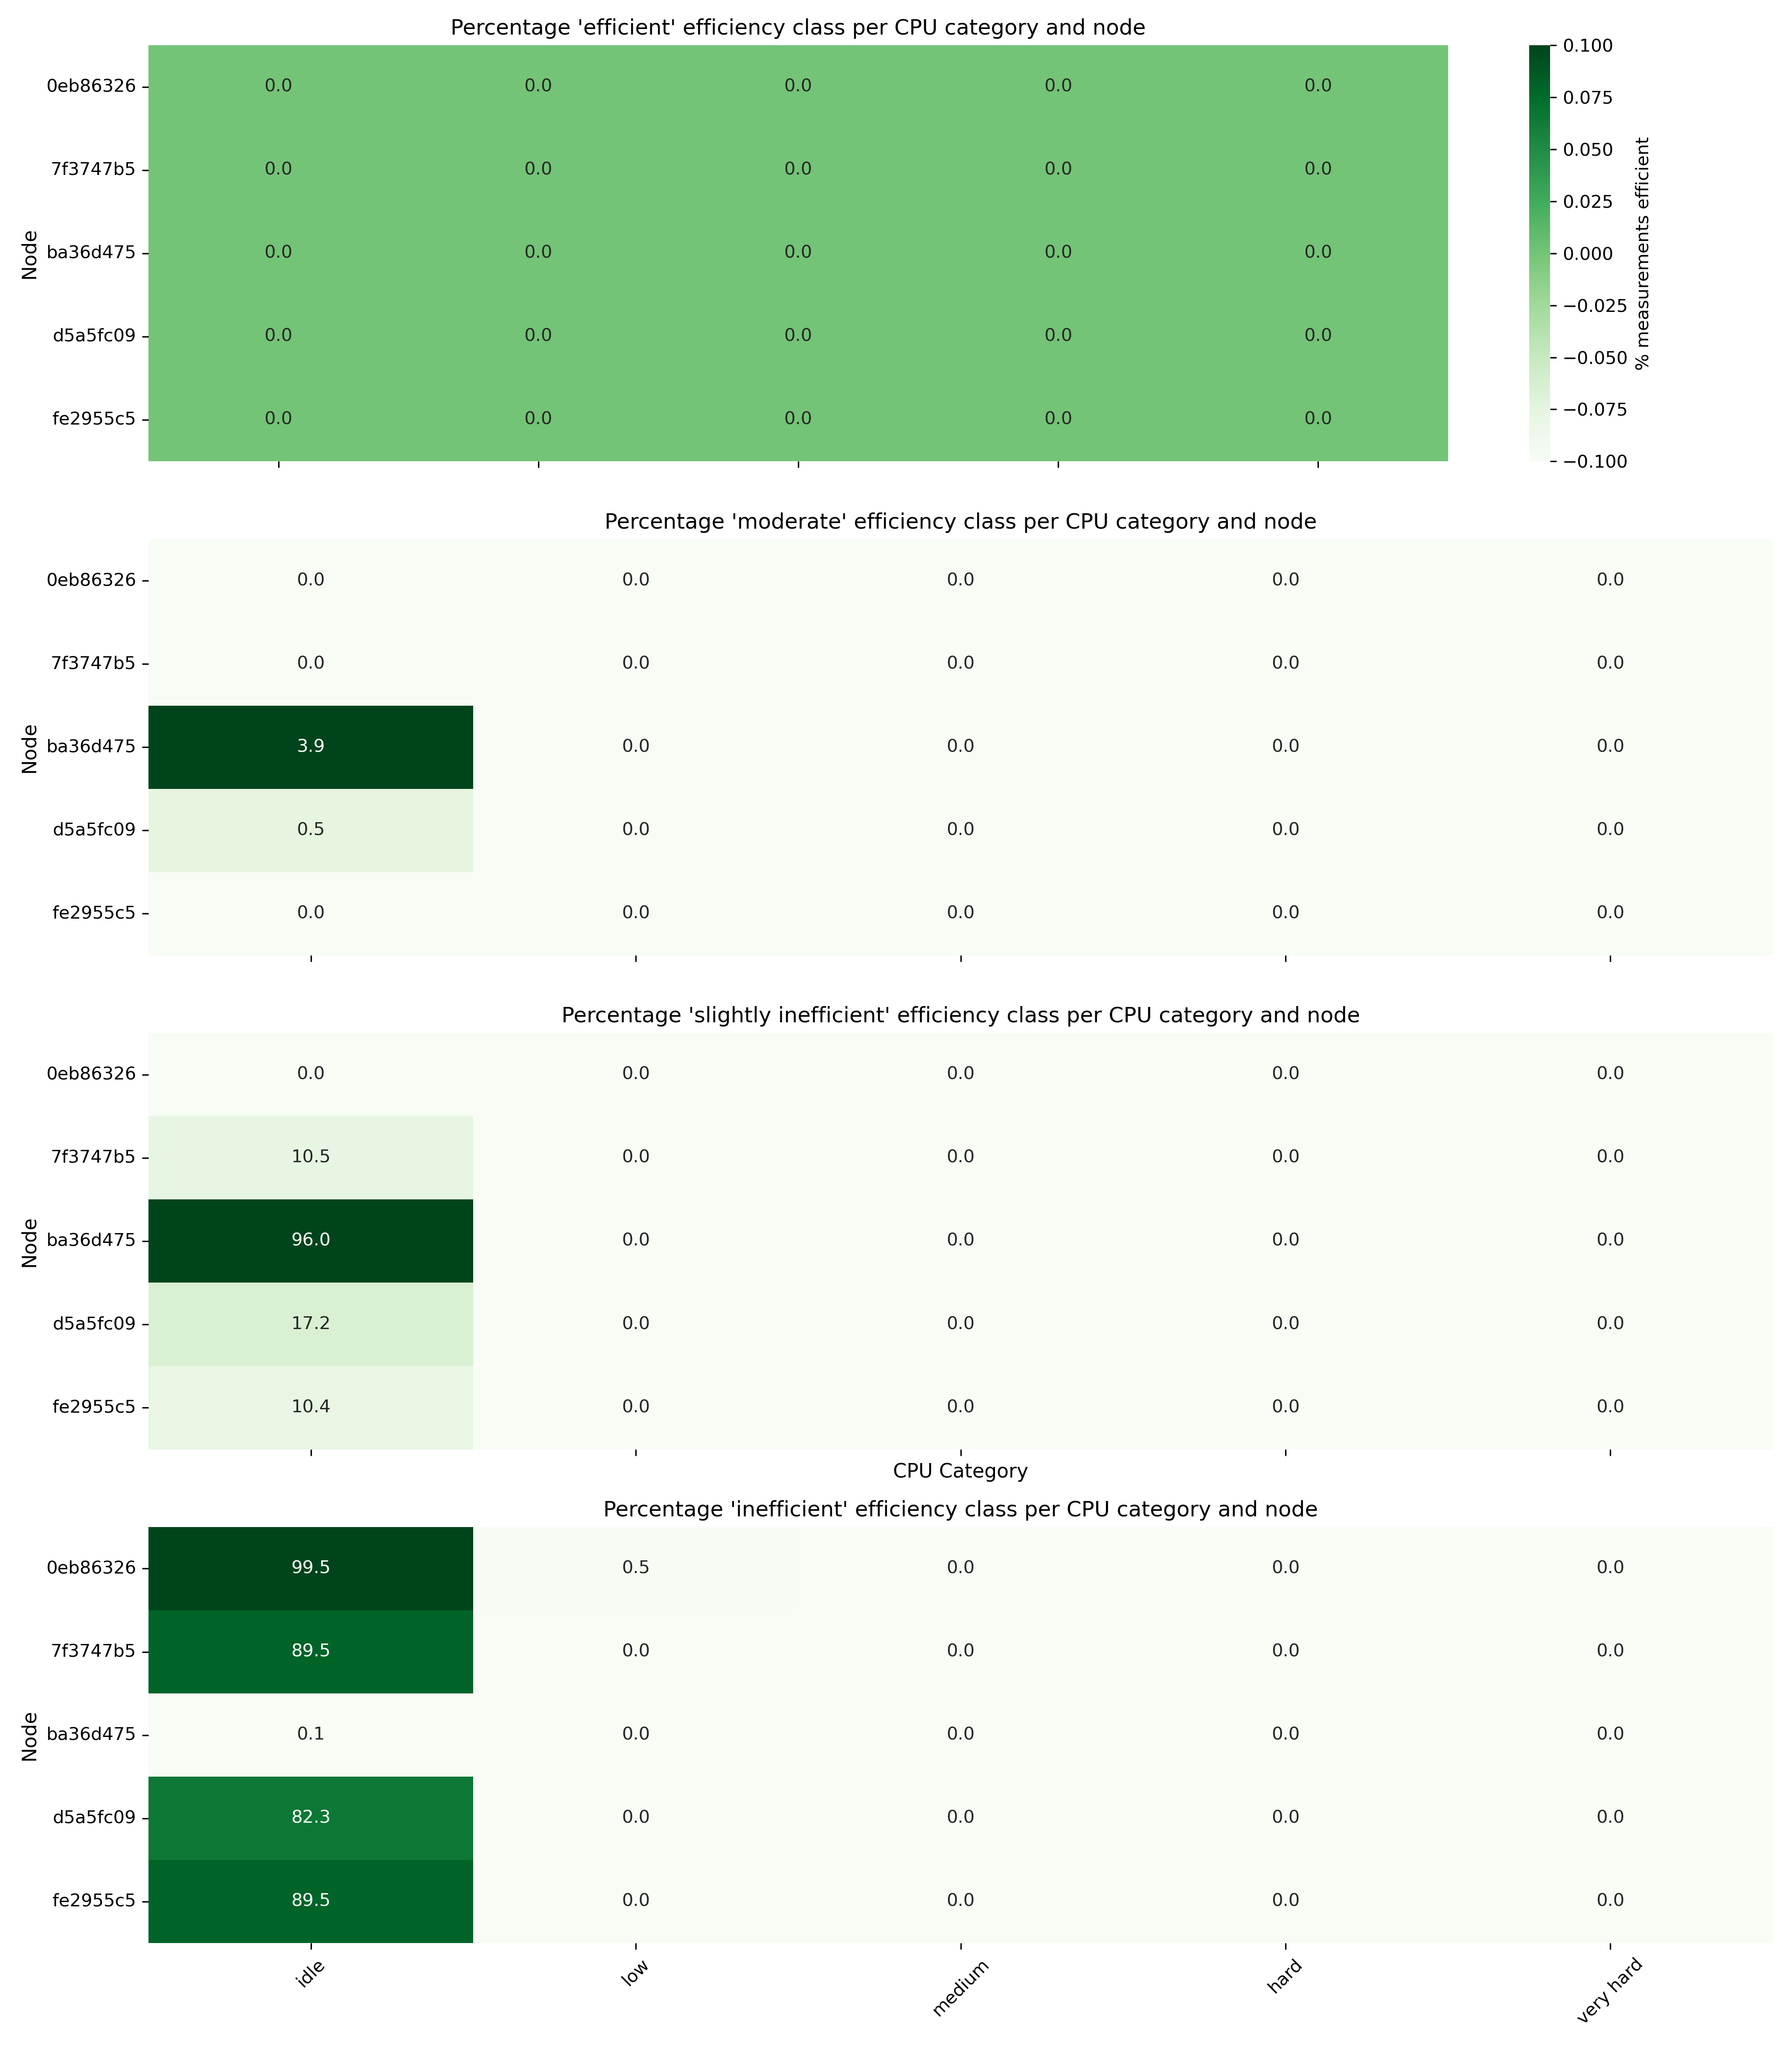 Percentage 'efficient' efficiency class per CPU category and node
0eb86326 0.0 0.0 0.0 0.0 0.0
7f3747b5 0.0 0.0 0.0 0.0 0.0
ba36d475 0.0 0.0 0.0 0.0 0.0
d5a5fc09 0.0 0.0 0.0 0.0 0.0
fe2955c5 0.0 0.0 0.0 0.0 0.0
Node
0.100
0.075
0.050
0.025
0.000
−0.025
−0.050
−0.075
−0.100
% measurements efficient
Percentage 'moderate' efficiency class per CPU category and node
0eb86326 0.0 0.0 0.0 0.0 0.0
7f3747b5 0.0 0.0 0.0 0.0 0.0
ba36d475 3.9 0.0 0.0 0.0 0.0
d5a5fc09 0.5 0.0 0.0 0.0 0.0
fe2955c5 0.0 0.0 0.0 0.0 0.0
Node
Percentage 'slightly inefficient' efficiency class per CPU category and node
0eb86326 0.0 0.0 0.0 0.0 0.0
7f3747b5 10.5 0.0 0.0 0.0 0.0
ba36d475 96.0 0.0 0.0 0.0 0.0
d5a5fc09 17.2 0.0 0.0 0.0 0.0
fe2955c5 10.4 0.0 0.0 0.0 0.0
Node
CPU Category
Percentage 'inefficient' efficiency class per CPU category and node
0eb86326 99.5 0.5 0.0 0.0 0.0
7f3747b5 89.5 0.0 0.0 0.0 0.0
ba36d475 0.1 0.0 0.0 0.0 0.0
d5a5fc09 82.3 0.0 0.0 0.0 0.0
fe2955c5 89.5 0.0 0.0 0.0 0.0
Node
idle low medium hard very hard